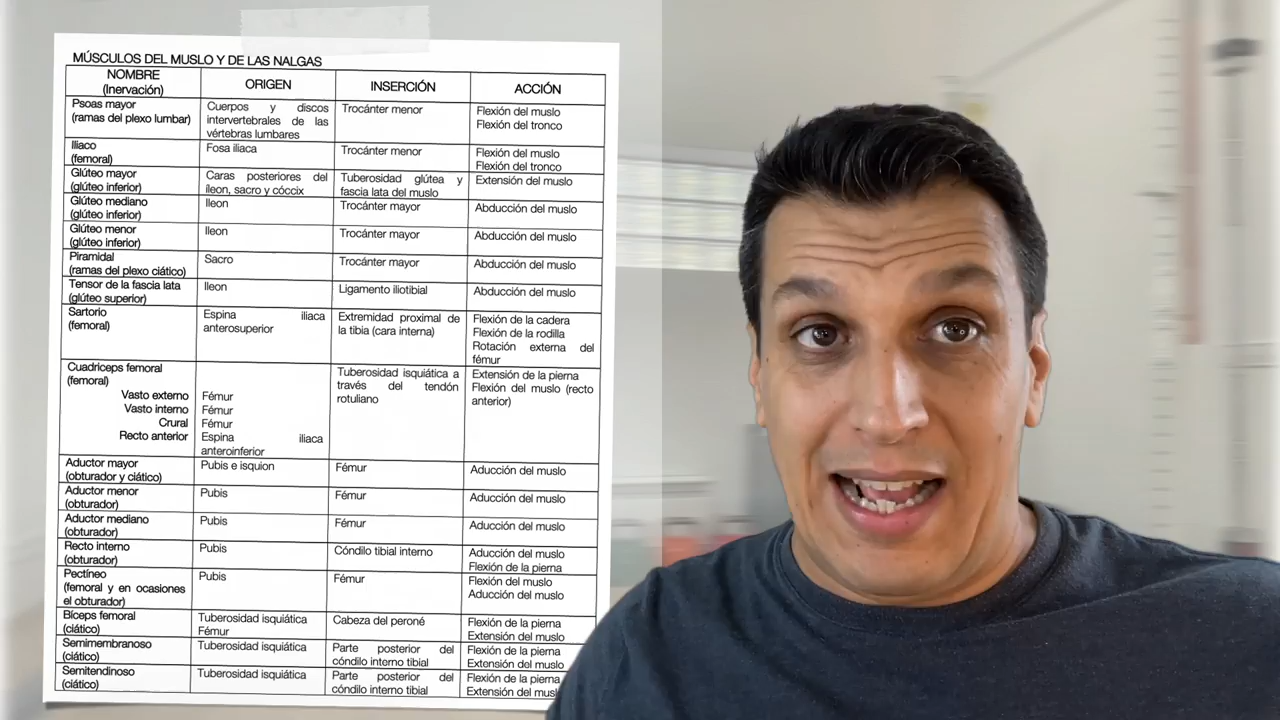 MÚSCULOS DEL MUSLO Y DE LAS NALGAS
NOMBRE (Inervación) ORIGEN INSERCIÓN ACCIÓN
Psoas mayor Cuerpos y discos Trocánter menor Flexión del muslo
(ramas del plexo lumbar) intervertebrales de las Flexión del tronco
vértebras lumbares
Iliaco Fosa iliaca Trocánter menor Flexión del muslo
(femoral) Flexión del tronco
Glúteo mayor Caras posteriores del Tuberosidad glútea y Extensión del muslo
(glúteo inferior) íleon, sacro y cóccix fascia lata del muslo
Glúteo mediano Ileon Trocánter mayor Abducción del muslo
(glúteo inferior)
Glúteo menor Ileon Trocánter mayor Abducción del muslo
(glúteo inferior)
Piramidal Sacro Trocánter mayor Abducción del muslo
(ramas del plexo ciático)
Tensor de la fascia lata Ileon Ligamento iliotibial Abducción del muslo
(glúteo superior)
Sartorio Espina iliaca Extremidad proximal de Flexión de la cadera
(femoral) anterosuperior la tibia (cara interna) Flexión de la rodilla
Rotación externa del
fémur
Cuadriceps femoral Tuberosidad isquiática a Extensión de la pierna
(femoral) través del tendón Flexión del muslo (recto
Vasto externo Fémur rotuliano anterior)
Vasto interno Fémur
Crural Fémur
Recto anterior Espina iliaca
anteroinferior
Aductor mayor Pubis e isquion Fémur Aducción del muslo
(obturador y ciático)
Aductor menor Pubis Fémur Aducción del muslo
(obturador)
Aductor mediano Pubis Fémur Aducción del muslo
(obturador)
Recto interno Pubis Cóndilo tibial interno Aducción del muslo
(obturador) Flexión de la pierna
Pectíneo Pubis Fémur Flexión del muslo
(femoral y en ocasiones Aducción del muslo
el obturador)
Bíceps femoral Tuberosidad isquiática Cabeza del peroné Flexión de la pierna
(ciático) Fémur Extensión del muslo
Semimembranoso Tuberosidad isquiática Parte posterior del Flexión de la pierna
(ciático) cóndilo interno tibial Extensión del muslo
Semitendinoso Tuberosidad isquiática Parte posterior del Flexión de la pierna
(ciático) cóndilo interno tibial Extensión del